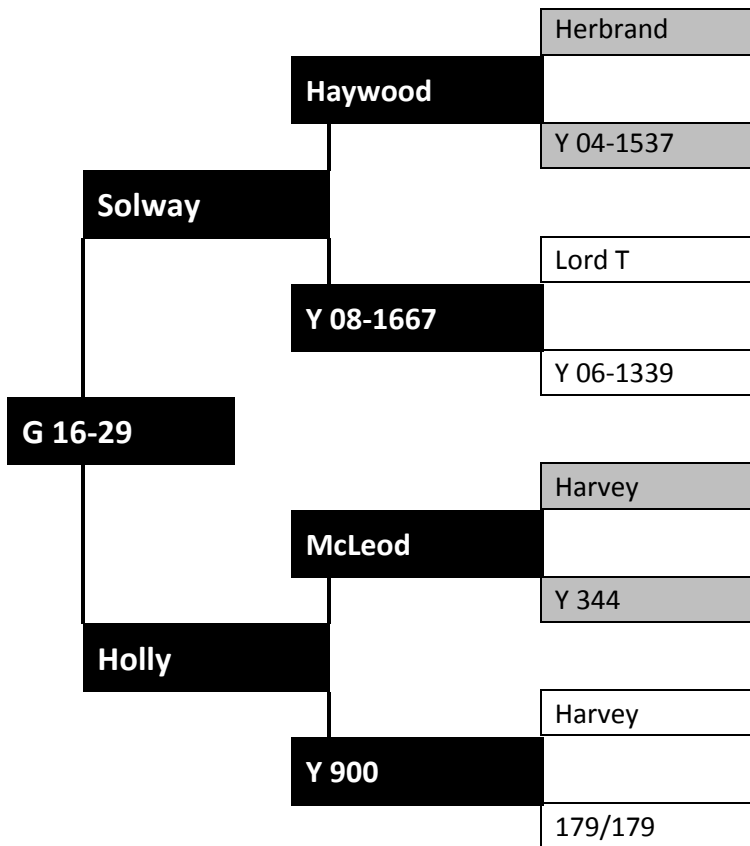 Herbrand
Haywood
Y 04-1537
Solway
Lord T
Y 08-1667
Y 06-1339
G 16-29
Harvey
McLeod
Y 344
Holly
Harvey
Y 900
179/179